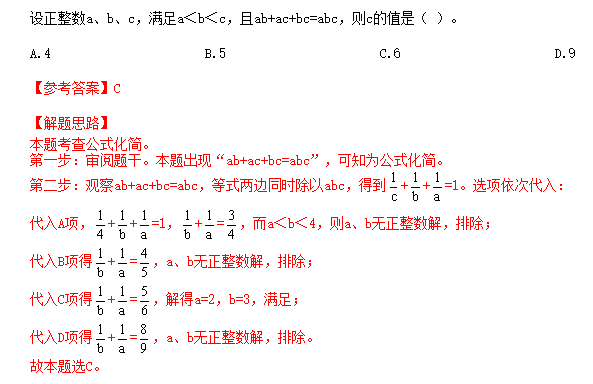 设正整数a、b、c，满足a＜b＜c，且ab+ac+bc=abc，则c的值是（ ）。
A.4 B.5 C.6 D.9
【参考答案】C
【解题思路】
本题考查公式化简。
第一步：审阅题干。本题出现“ab+ac+bc=abc”，可知为公式化简。
第二步：观察ab+ac+bc=abc，等式两边同时除以abc，得到1/c+1/b+1/a=1。选项依次代入：
代入A项，1/4+1/b+1/a=1，1/b+1/a=3/4，而a＜b＜4，则a、b无正整数解，排除；
代入B项得1/b+1/a=4/5，a、b无正整数解，排除；
代入C项得1/b+1/a=5/6，解得a=2，b=3，满足；
代入D项得1/b+1/a=8/9，a、b无正整数解，排除。
故本题选C。